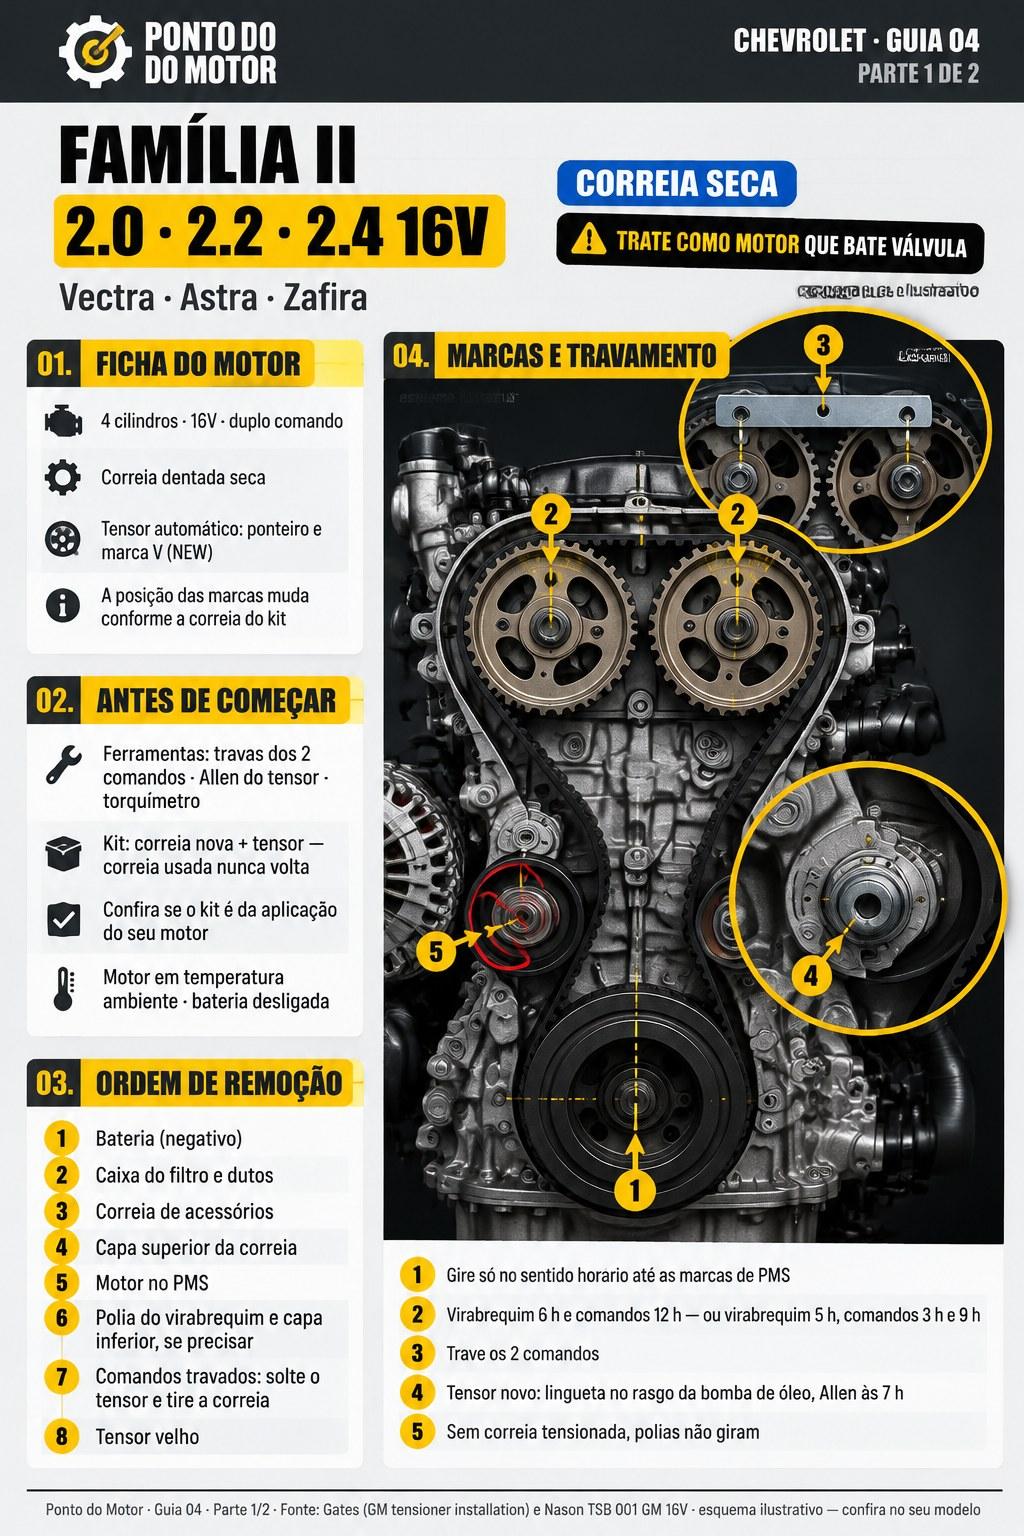 PONTO DO
DO MOTOR
CHEVROLET · GUIA 04
PARTE 1 DE 2
FAMÍLIA II
2.0 · 2.2 · 2.4 16V
Vectra · Astra · Zafira
CORREIA SECA
TRATE COMO MOTOR QUE BATE VÁLVULA
01. FICHA DO MOTOR
4 cilindros · 16V · duplo comando
Correia dentada seca
Tensor automático: ponteiro e
marca V (NEW)
A posição das marcas muda
conforme a correia do kit
02. ANTES DE COMEÇAR
Ferramentas: travas dos 2
comandos · Allen do tensor ·
torquímetro
Kit: correia nova + tensor —
correia usada nunca volta
Confira se o kit é da aplicação
do seu motor
Motor em temperatura
ambiente · bateria desligada
03. ORDEM DE REMOÇÃO
1 Bateria (negativo)
2 Caixa do filtro e dutos
3 Correia de acessórios
4 Capa superior da correia
5 Motor no PMS
6 Polia do virabrequim e capa
inferior, se precisar
7 Comandos travados: solte o
tensor e tire a correia
8 Tensor velho
04. MARCAS E TRAVAMENTO
3
2
2
5
4
1
1 Gire só no sentido horário até as marcas de PMS
2 Virabrequim 6 h e comandos 12 h — ou virabrequim 5 h, comandos 3 h e 9 h
3 Trave os 2 comandos
4 Tensor novo: lingueta no rasgo da bomba de óleo, Allen às 7 h
5 Sem correia tensionada, polias não giram
Ponto do Motor · Guia 04 · Parte 1/2 · Fonte: Gates (GM tensioner installation) e Nason TSB 001 GM 16V · esquema ilustrativo — confira no seu modelo